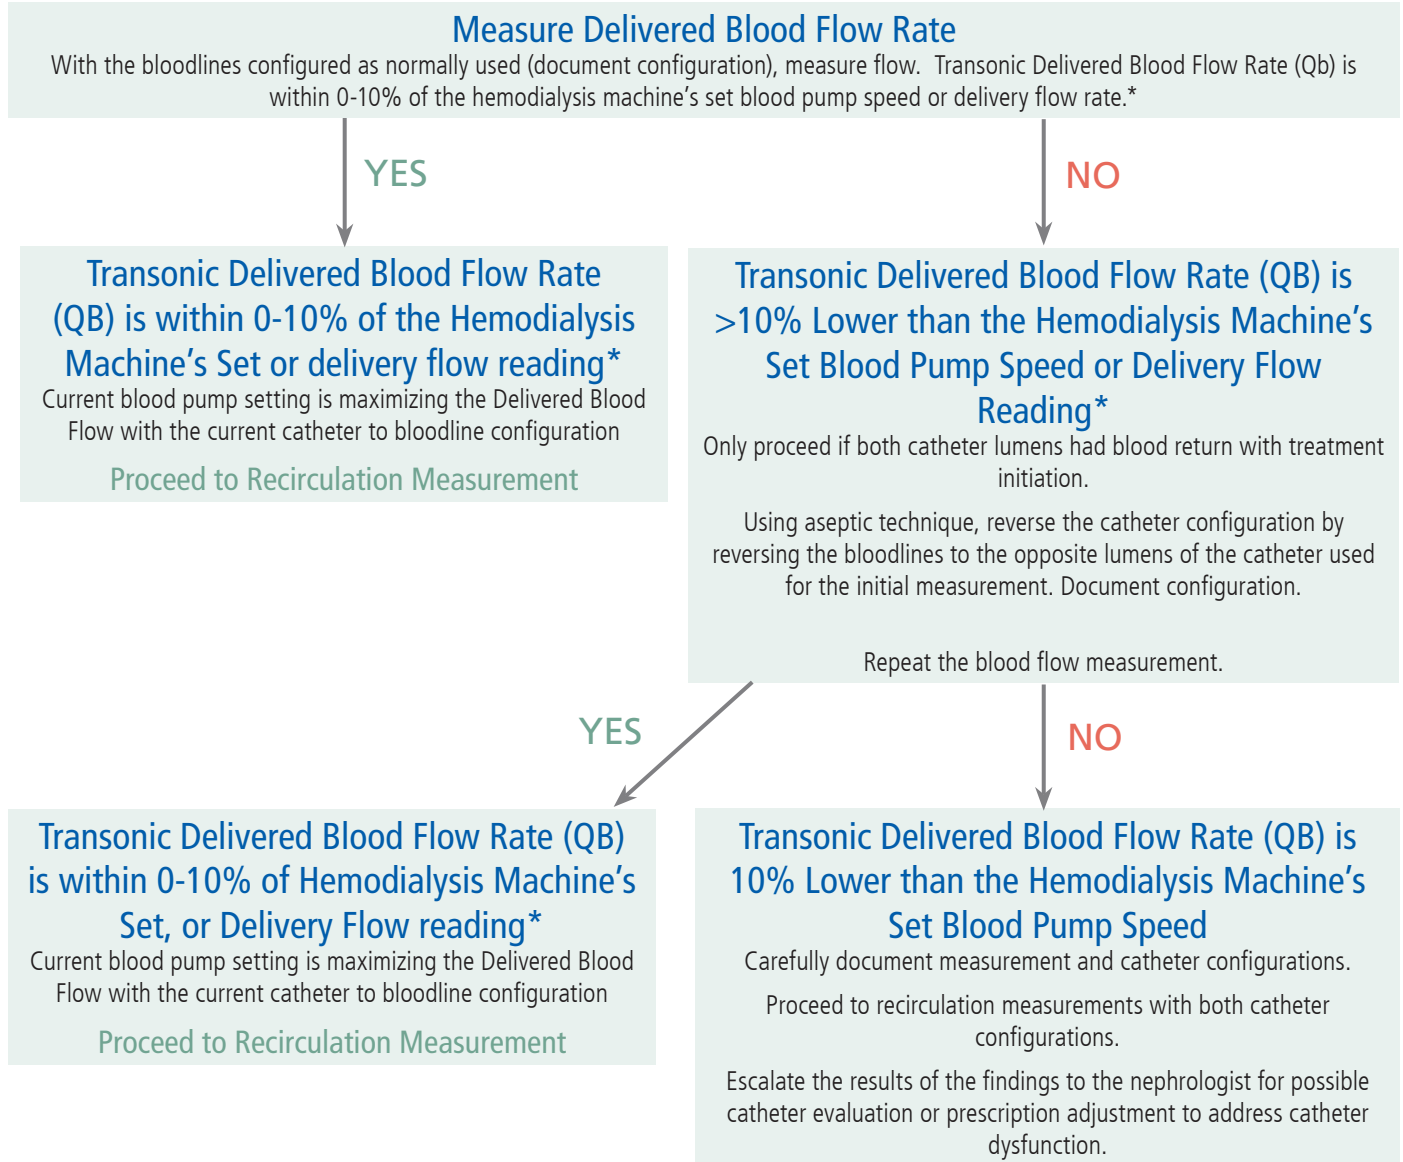 Measure Delivered Blood Flow Rate
With the bloodlines configured as normally used (document configuration), measure flow.  Transonic Delivered Blood Flow Rate (Qb) is
within 0-10% of the hemodialysis machine's set blood pump speed or delivery flow rate.*
YES
NO
Transonic Delivered Blood Flow Rate
(QB) is within 0-10% of the Hemodialysis
Machine's Set or delivery flow reading*
Current blood pump setting is maximizing the Delivered Blood
Flow with the current catheter to bloodline configuration
Proceed to Recirculation Measurement
Transonic Delivered Blood Flow Rate (QB) is
>10% Lower than the Hemodialysis Machine's
Set Blood Pump Speed or Delivery Flow
Reading*
Only proceed if both catheter lumens had blood return with treatment
initiation.
Using aseptic technique, reverse the catheter configuration by
reversing the bloodlines to the opposite lumens of the catheter used
for the initial measurement. Document configuration.
Repeat the blood flow measurement.
YES
NO
Transonic Delivered Blood Flow Rate (QB)
is within 0-10% of Hemodialysis Machine's
Set, or Delivery Flow reading*
Current blood pump setting is maximizing the Delivered Blood
Flow with the current catheter to bloodline configuration
Proceed to Recirculation Measurement
Transonic Delivered Blood Flow Rate (QB) is
10% Lower than the Hemodialysis Machine's
Set Blood Pump Speed
Carefully document measurement and catheter configurations.
Proceed to recirculation measurements with both catheter
configurations.
Escalate the results of the findings to the nephrologist for possible
catheter evaluation or prescription adjustment to address catheter
dysfunction.